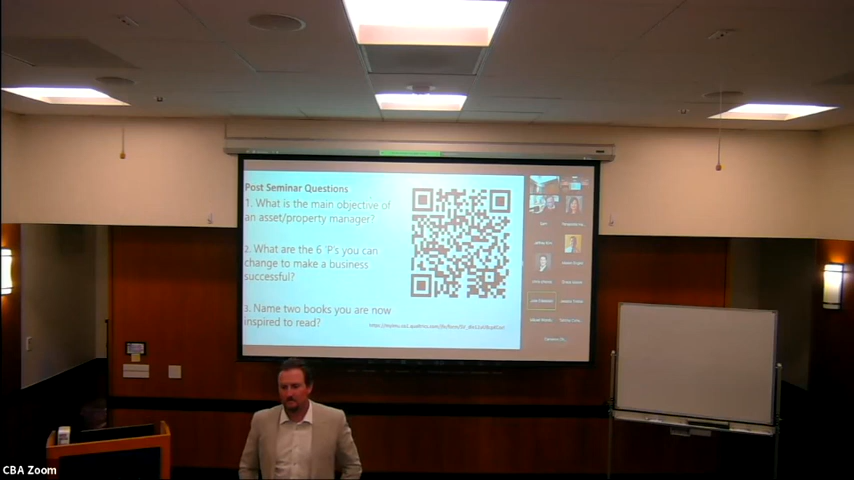 Post Seminar Questions
1. What is the main objective of
an asset/property manager?
2. What are the 6 'P's you can
change to make a business
successful?
3. Name two books you are now
inspired to read?
CBA Zoom